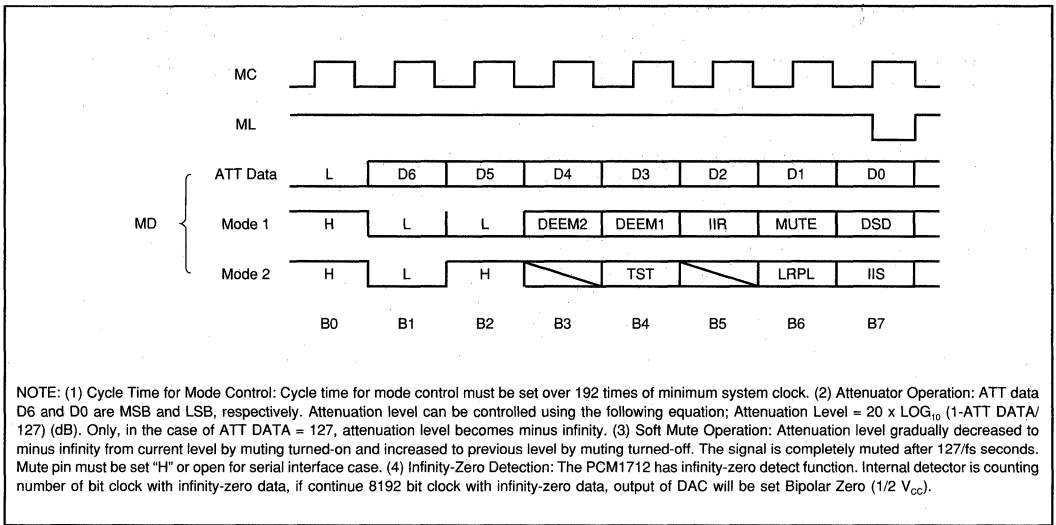 MC
ML
ATT Data L D6 D5 D4 D3 D2 D1 D0
MD Mode 1 H L L DEEM2 DEEM1 IIR MUTE DSD
Mode 2 H L H TST LRPL IIS
B0 B1 B2 B3 B4 B5 B6 B7
NOTE: (1) Cycle Time for Mode Control: Cycle time for mode control must be set over 192 times of minimum system clock. (2) Attenuator Operation: ATT data
D6 and D0 are MSB and LSB, respectively. Attenuation level can be controlled using the following equation; Attenuation Level = 20 x LOG₁₀ (1-ATT DATA/
127) (dB). Only, in the case of ATT DATA = 127, attenuation level becomes minus infinity. (3) Soft Mute Operation: Attenuation level gradually decreased to
minus infinity from current level by muting turned-on and increased to previous level by muting turned-off. The signal is completely muted after 127/fs seconds.
Mute pin must be set "H" or open for serial interface case. (4) Infinity-Zero Detection: The PCM1712 has infinity-zero detect function. Internal detector is counting
number of bit clock with infinity-zero data, if continue 8192 bit clock with infinity-zero data, output of DAC will be set Bipolar Zero (1/2 V_CC).